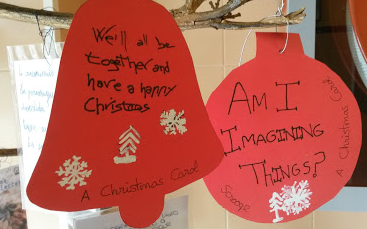 We'll all be
together and
have a happy
Christmas
A Christmas Carol
AM I
IMAGINING
THINGS?
Scrooge
A Christmas Carol